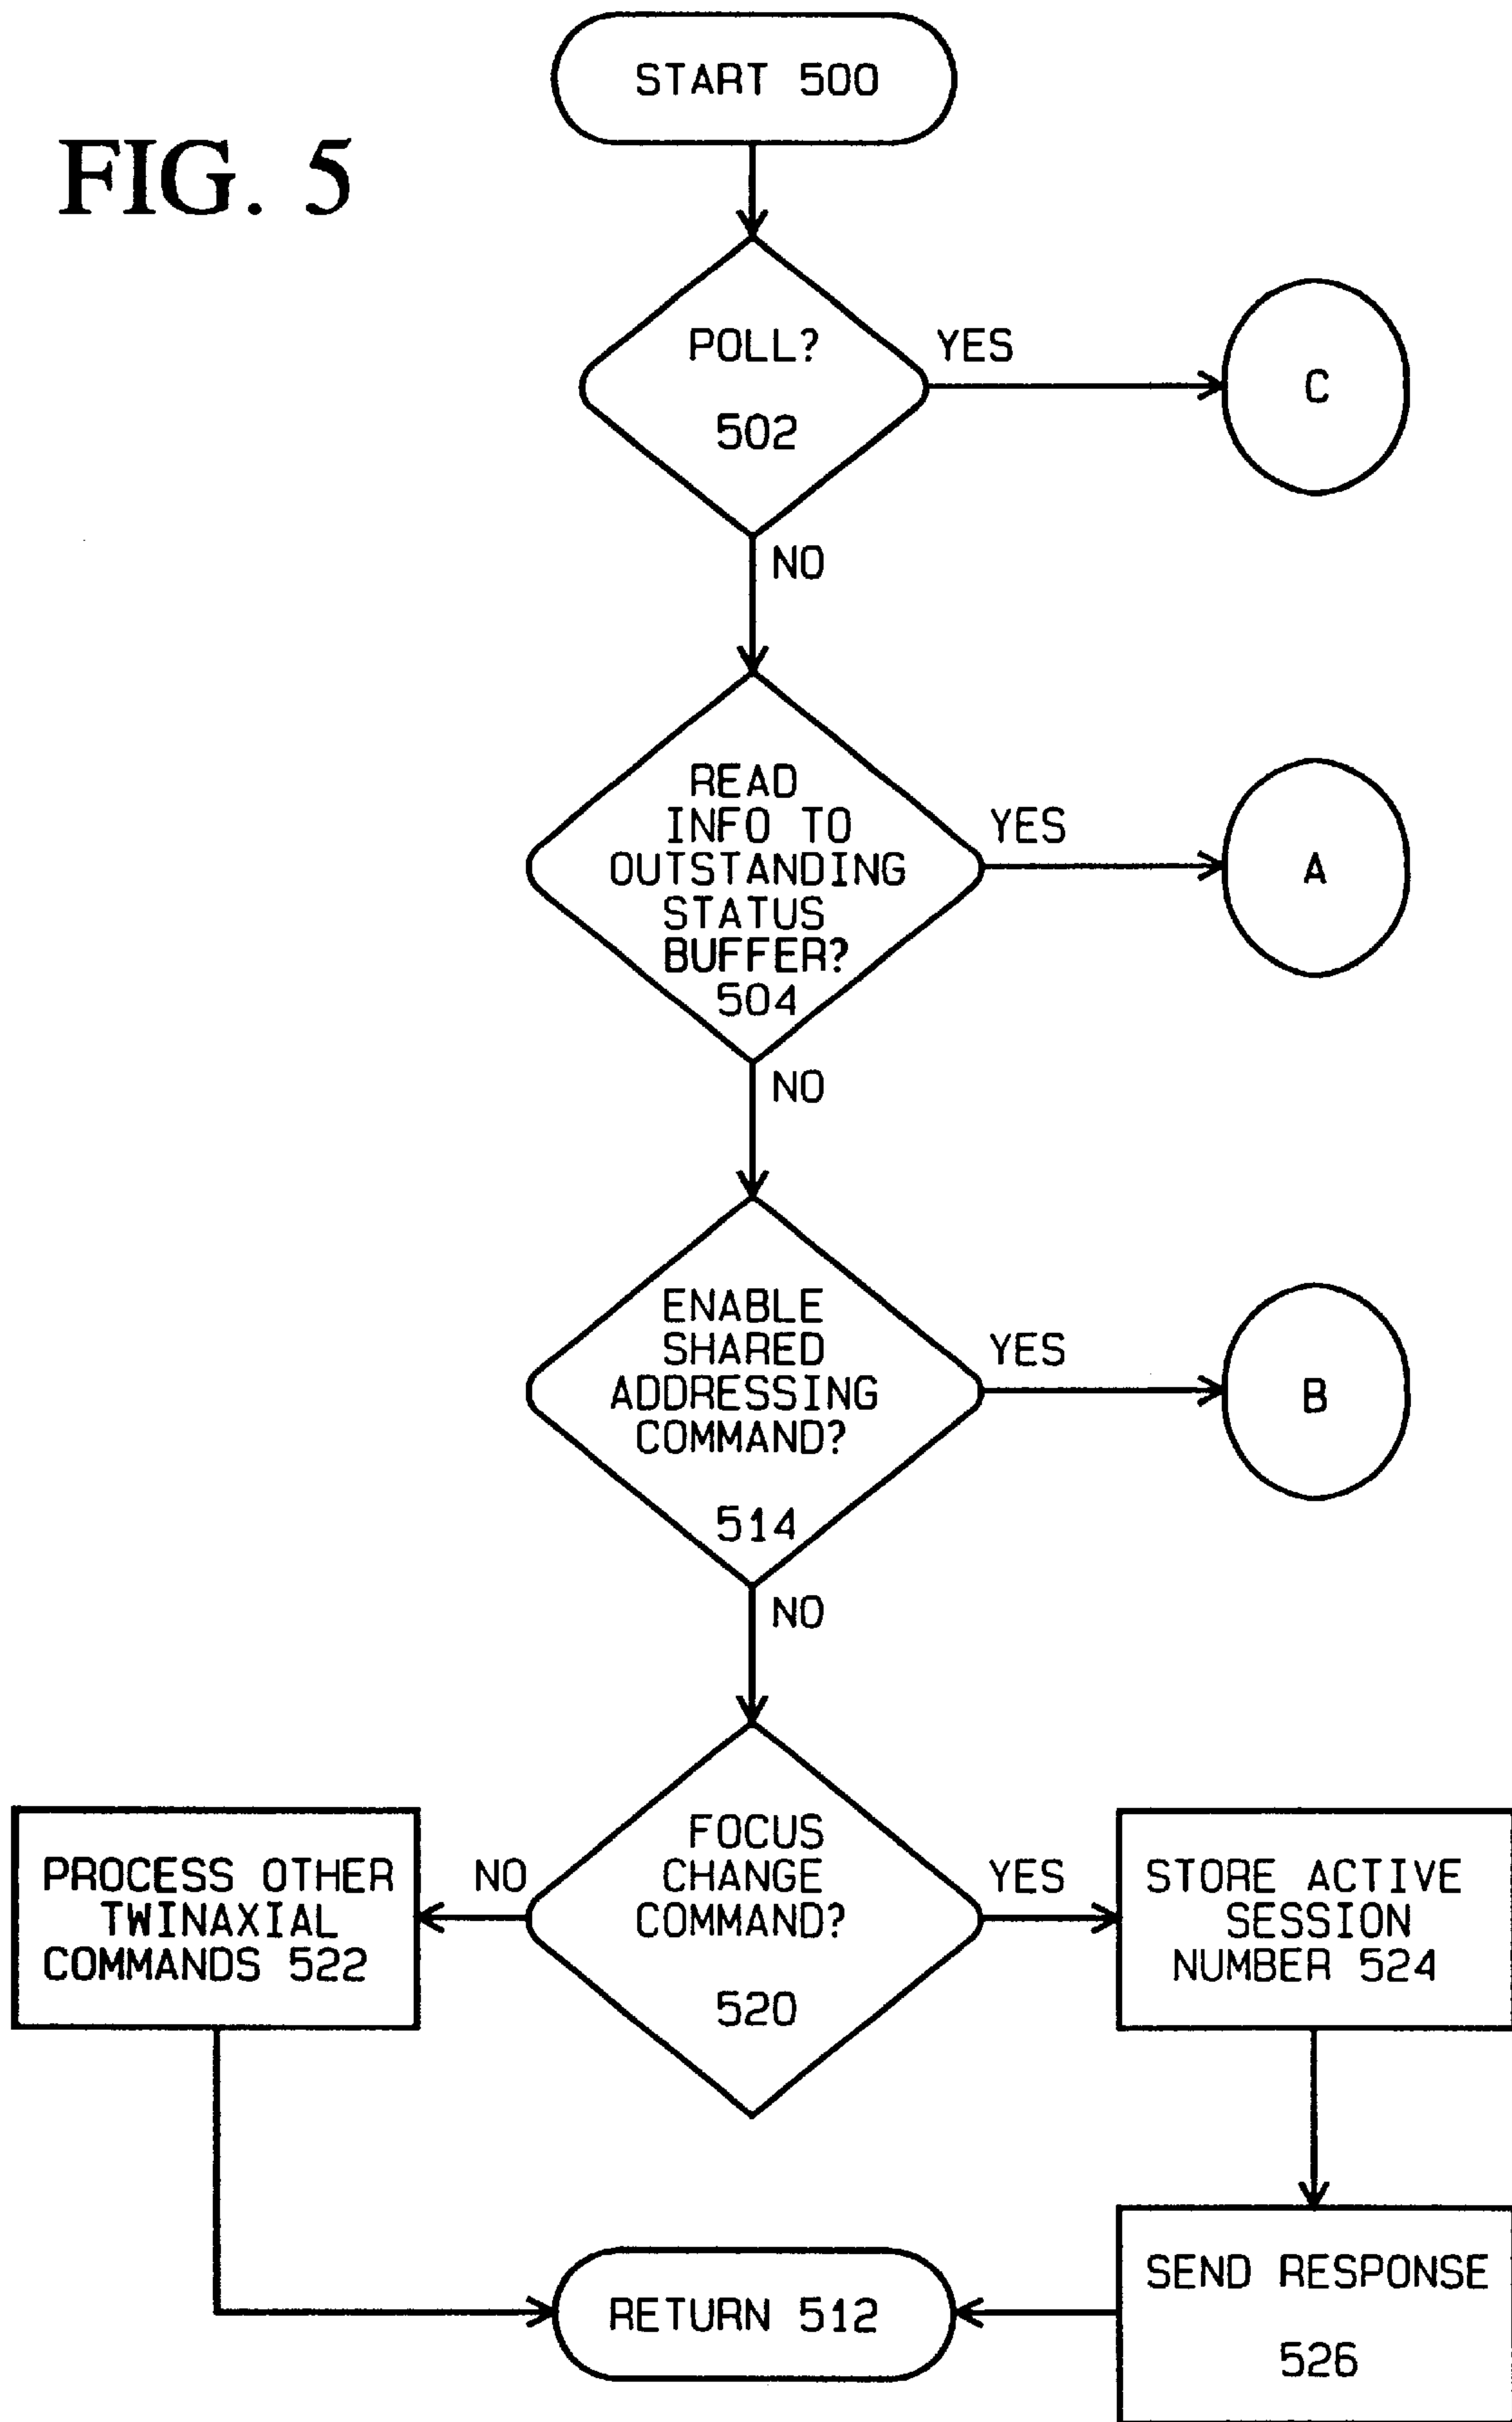 FIG. 5
START 500
POLL?
502
YES
C
NO
READ
INFO TO
OUTSTANDING
STATUS
BUFFER?
504
YES
A
NO
ENABLE
SHARED
ADDRESSING
COMMAND?
514
YES
B
NO
FOCUS
CHANGE
COMMAND?
520
NO
PROCESS OTHER
TWINAXIAL
COMMANDS 522
YES
STORE ACTIVE
SESSION
NUMBER 524
SEND RESPONSE
526
RETURN 512